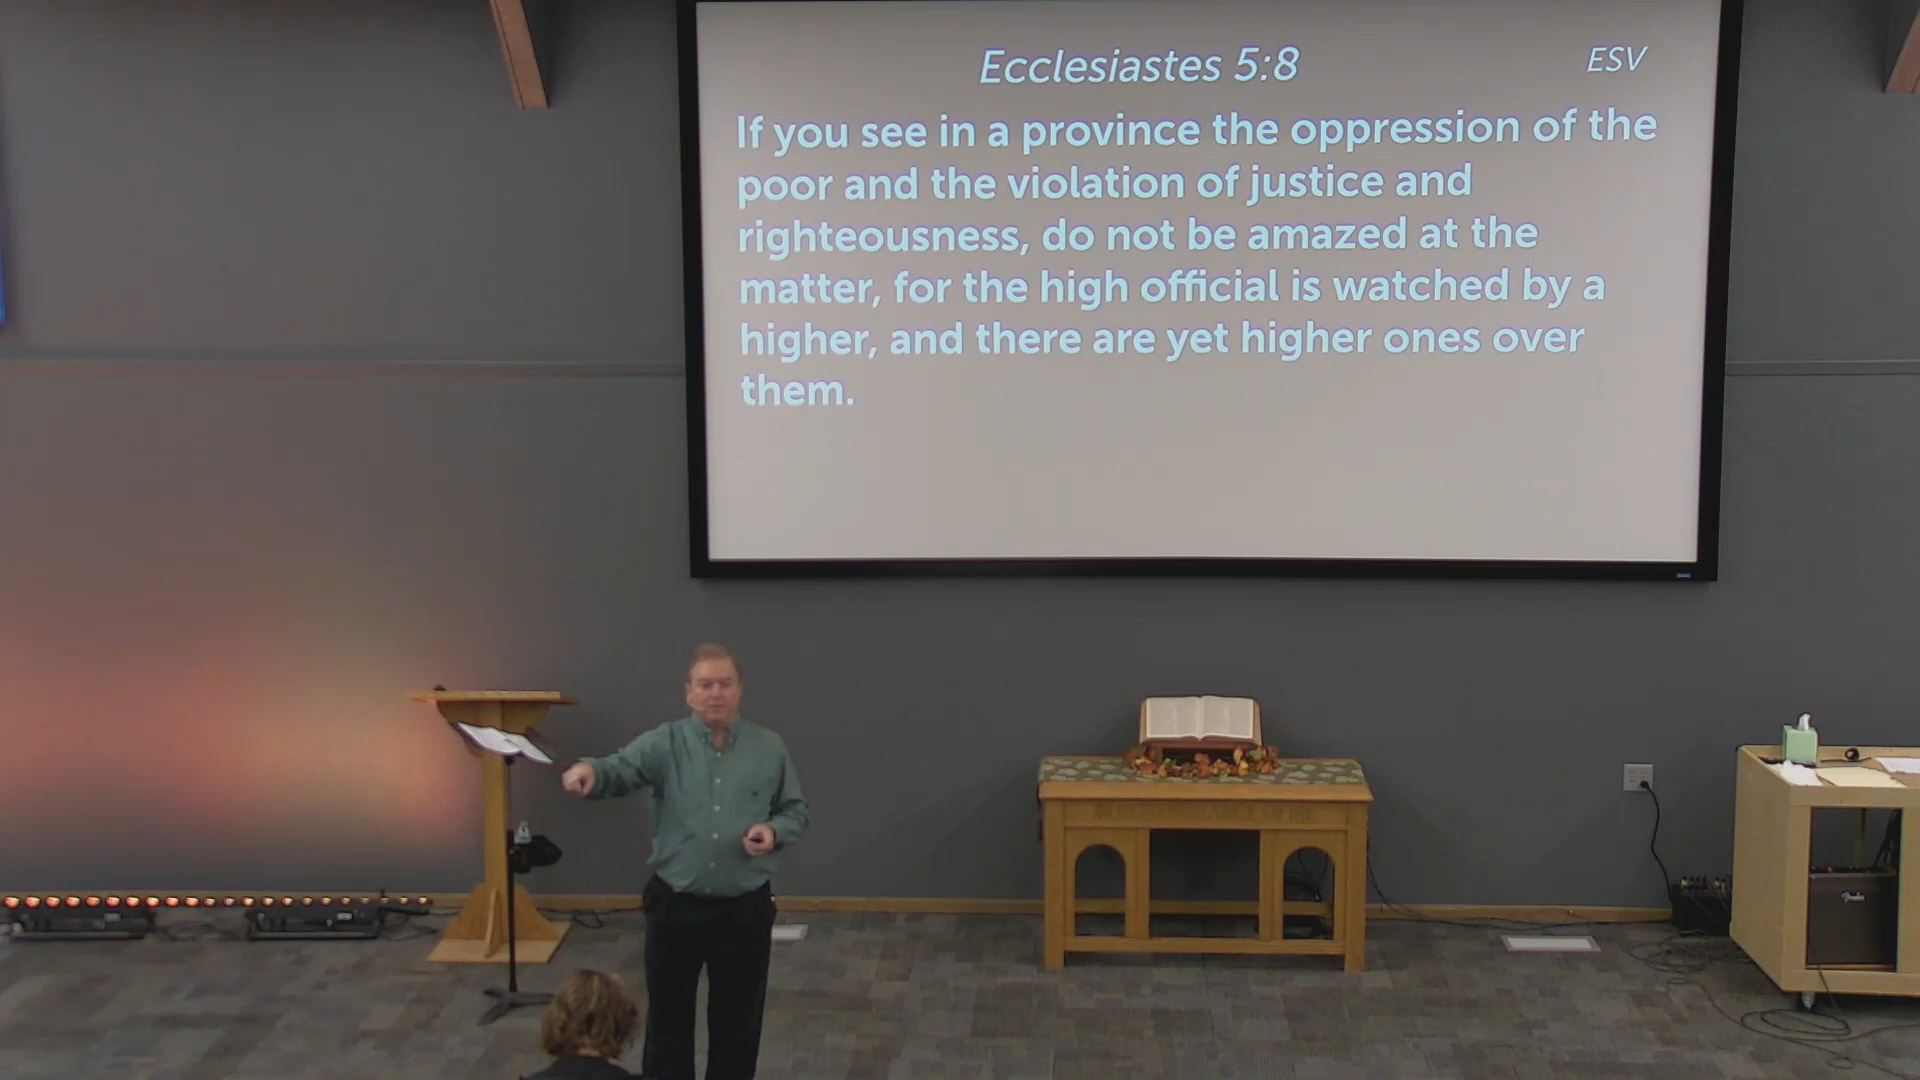 Ecclesiastes 5:8
ESV
If you see in a province the oppression of the
poor and the violation of justice and
righteousness, do not be amazed at the
matter, for the high official is watched by a
higher, and there are yet higher ones over
them.
Fender